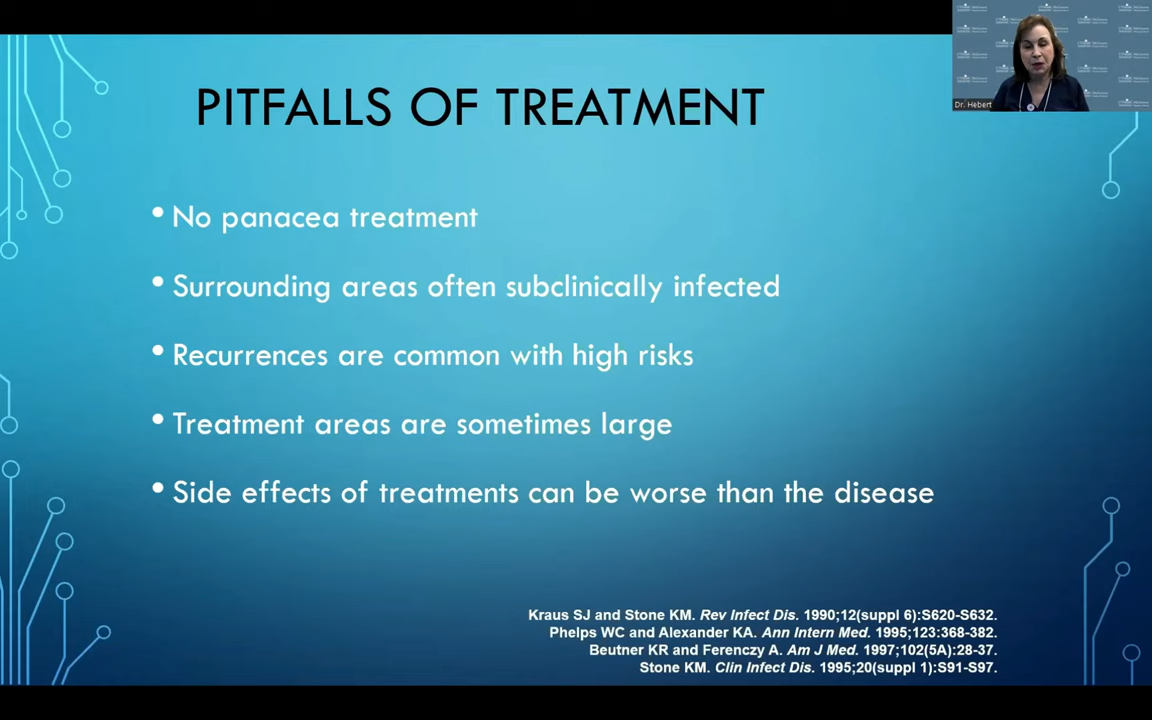 PITFALLS OF TREATMENT
• No panacea treatment
• Surrounding areas often subclinically infected
• Recurrences are common with high risks
• Treatment areas are sometimes large
• Side effects of treatments can be worse than the disease
Kraus SJ and Stone KM. Rev Infect Dis. 1990;12(suppl 6):S620-S632.
Phelps WC and Alexander KA. Ann Intern Med. 1995;123:368-382.
Beutner KR and Ferenczy A. Am J Med. 1997;102(5A):28-37.
Stone KM. Clin Infect Dis. 1995;20(suppl 1):S91-S97.
Dr. Hebert